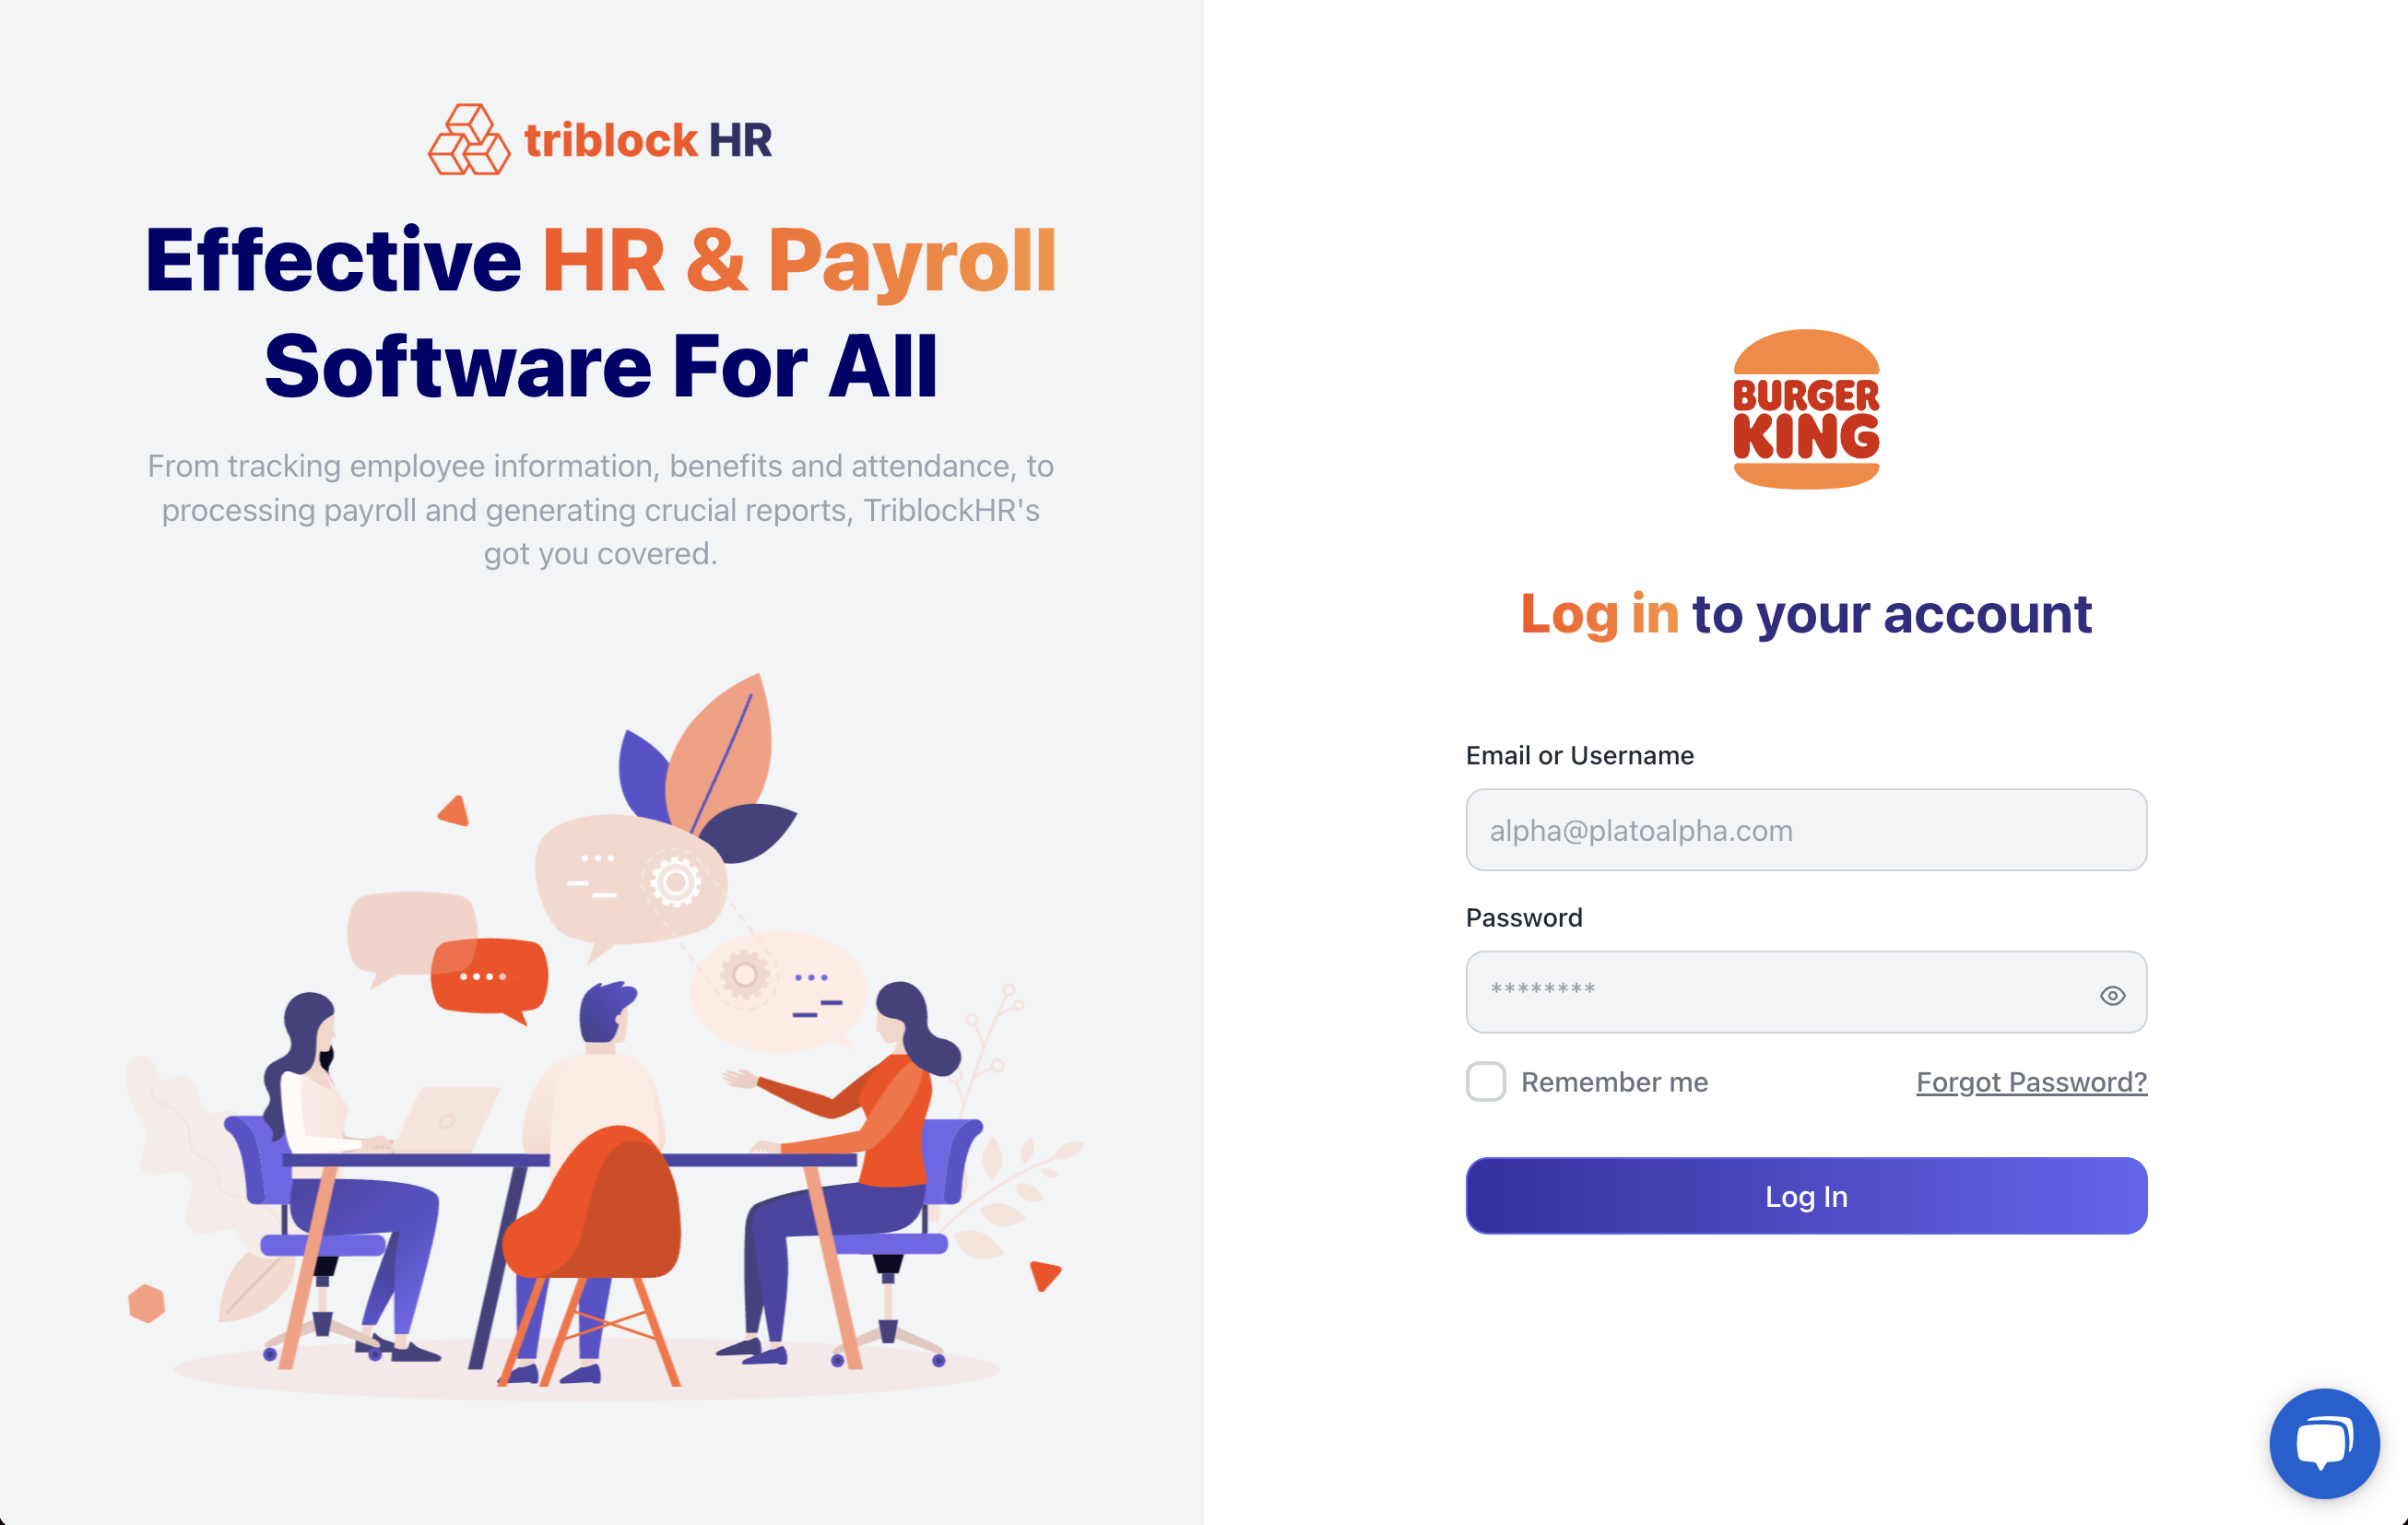 triblock HR
Effective HR & Payroll
Software For All
From tracking employee information, benefits and attendance, to
processing payroll and generating crucial reports, TriblockHR's
got you covered.
BURGER
KING
Log in to your account
Email or Username
alpha@platoalpha.com
Password
********
Remember me
Forgot Password?
Log In